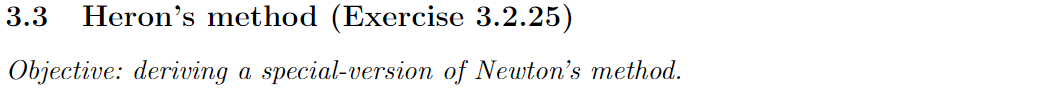 3.3 Heron's method (Exercise 3.2.25)
Objective: deriving a special-version of Newton's method.